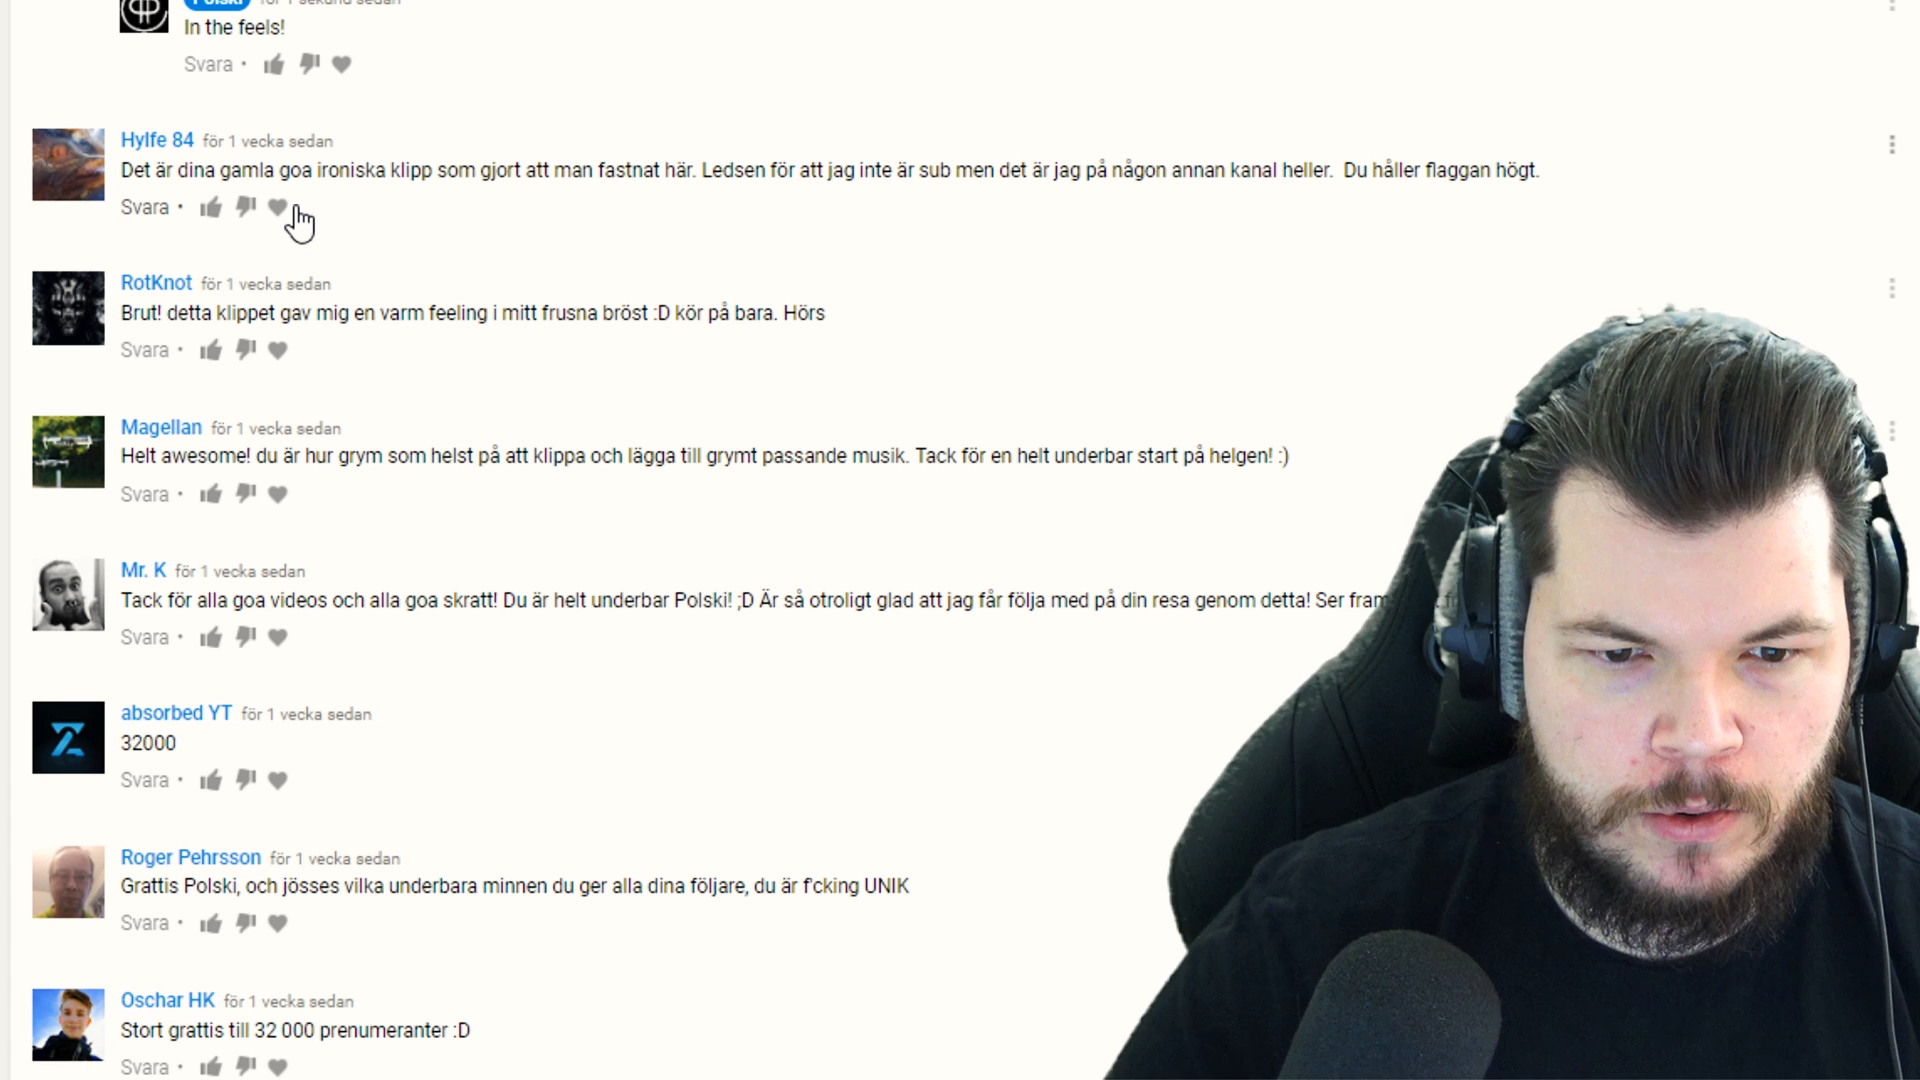 Polski för 1 sekund sedan
In the feels!
Svara •
Hylfe 84 för 1 vecka sedan
Det är dina gamla goa ironiska klipp som gjort att man fastnat här. Ledsen för att jag inte är sub men det är jag på någon annan kanal heller. Du håller flaggan högt.
Svara •
RotKnot för 1 vecka sedan
Brut! detta klippet gav mig en varm feeling i mitt frusna bröst :D kör på bara. Hörs
Svara •
Magellan för 1 vecka sedan
Helt awesome! du är hur grym som helst på att klippa och lägga till grymt passande musik. Tack för en helt underbar start på helgen! :)
Svara •
Mr. K för 1 vecka sedan
Tack för alla goa videos och alla goa skratt! Du är helt underbar Polski! ;D Är så otroligt glad att jag får följa med på din resa genom detta! Ser fram
Svara •
absorbed YT för 1 vecka sedan
32000
Svara •
Roger Pehrsson för 1 vecka sedan
Grattis Polski, och jösses vilka underbara minnen du ger alla dina följare, du är f'cking UNIK
Svara •
Oschar HK för 1 vecka sedan
Stort grattis till 32 000 prenumeranter :D
Svara •